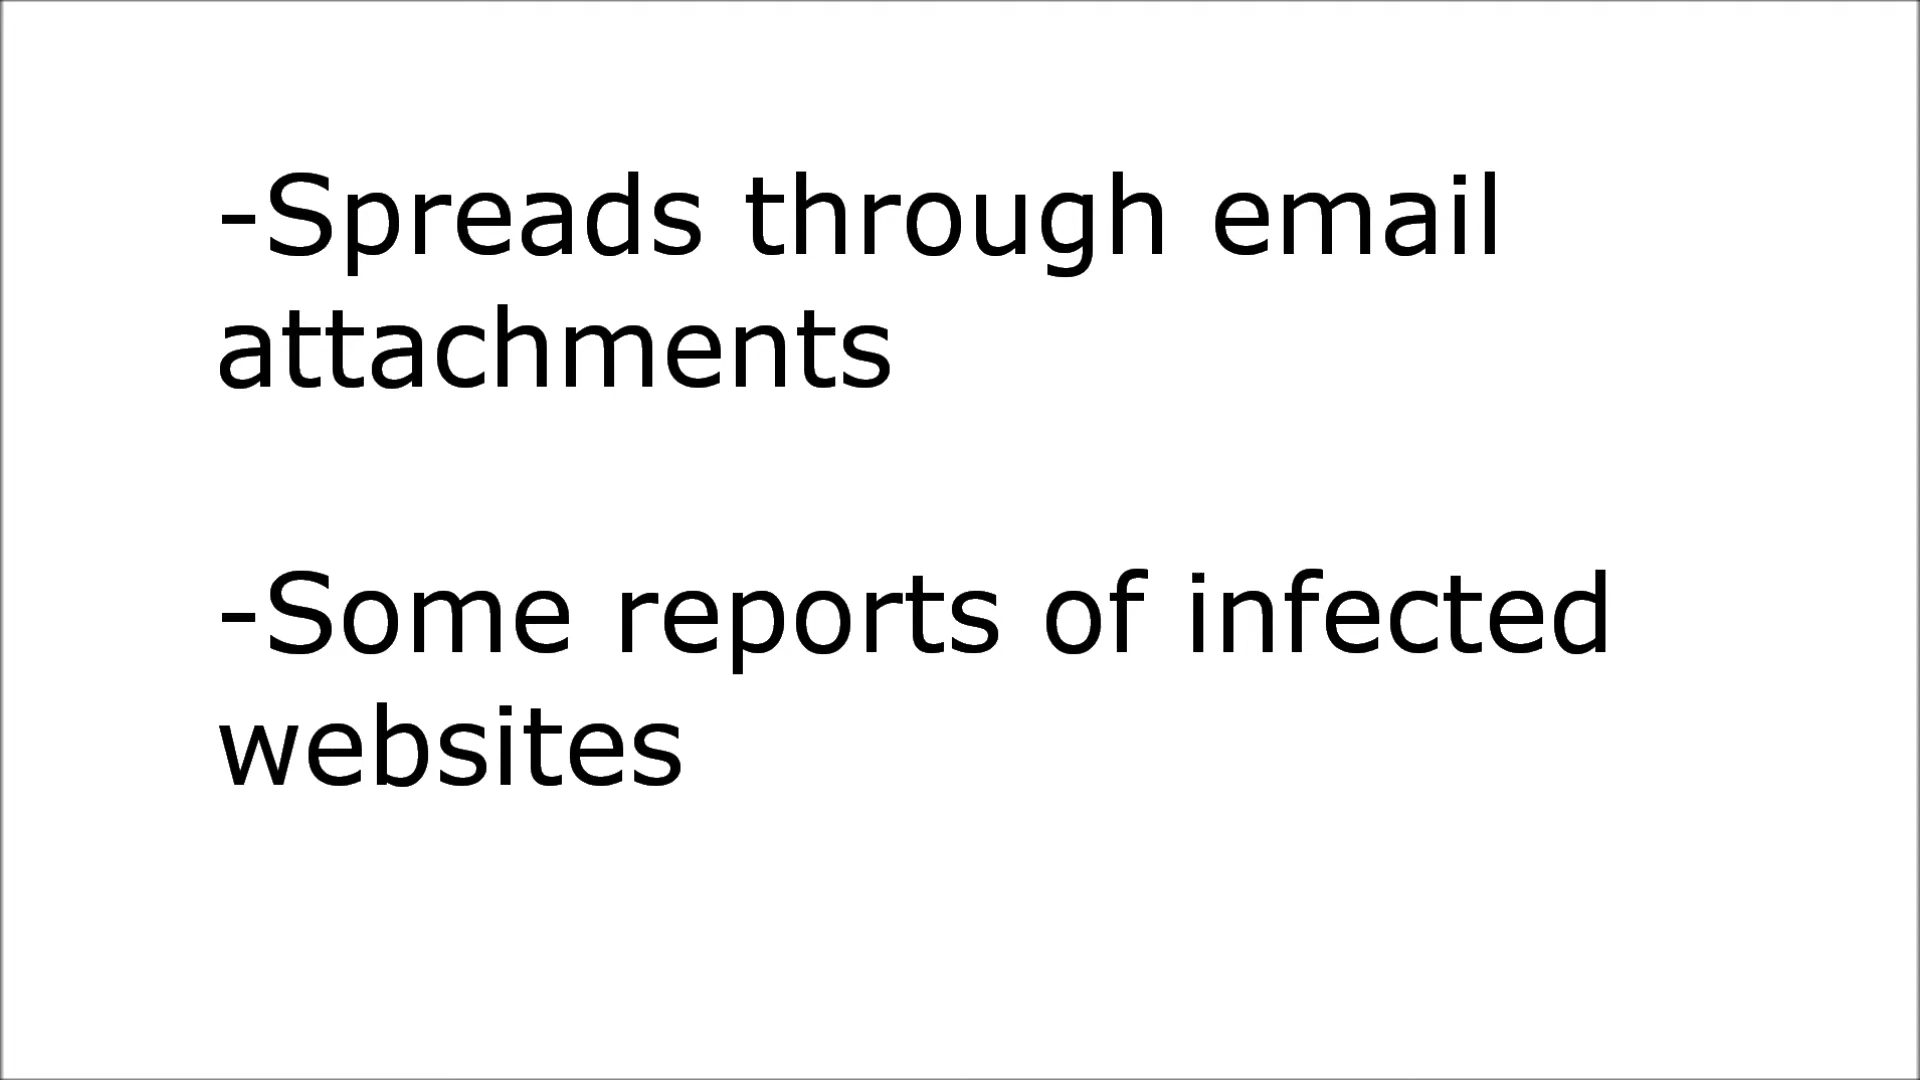 -Spreads through email
attachments
-Some reports of infected
websites